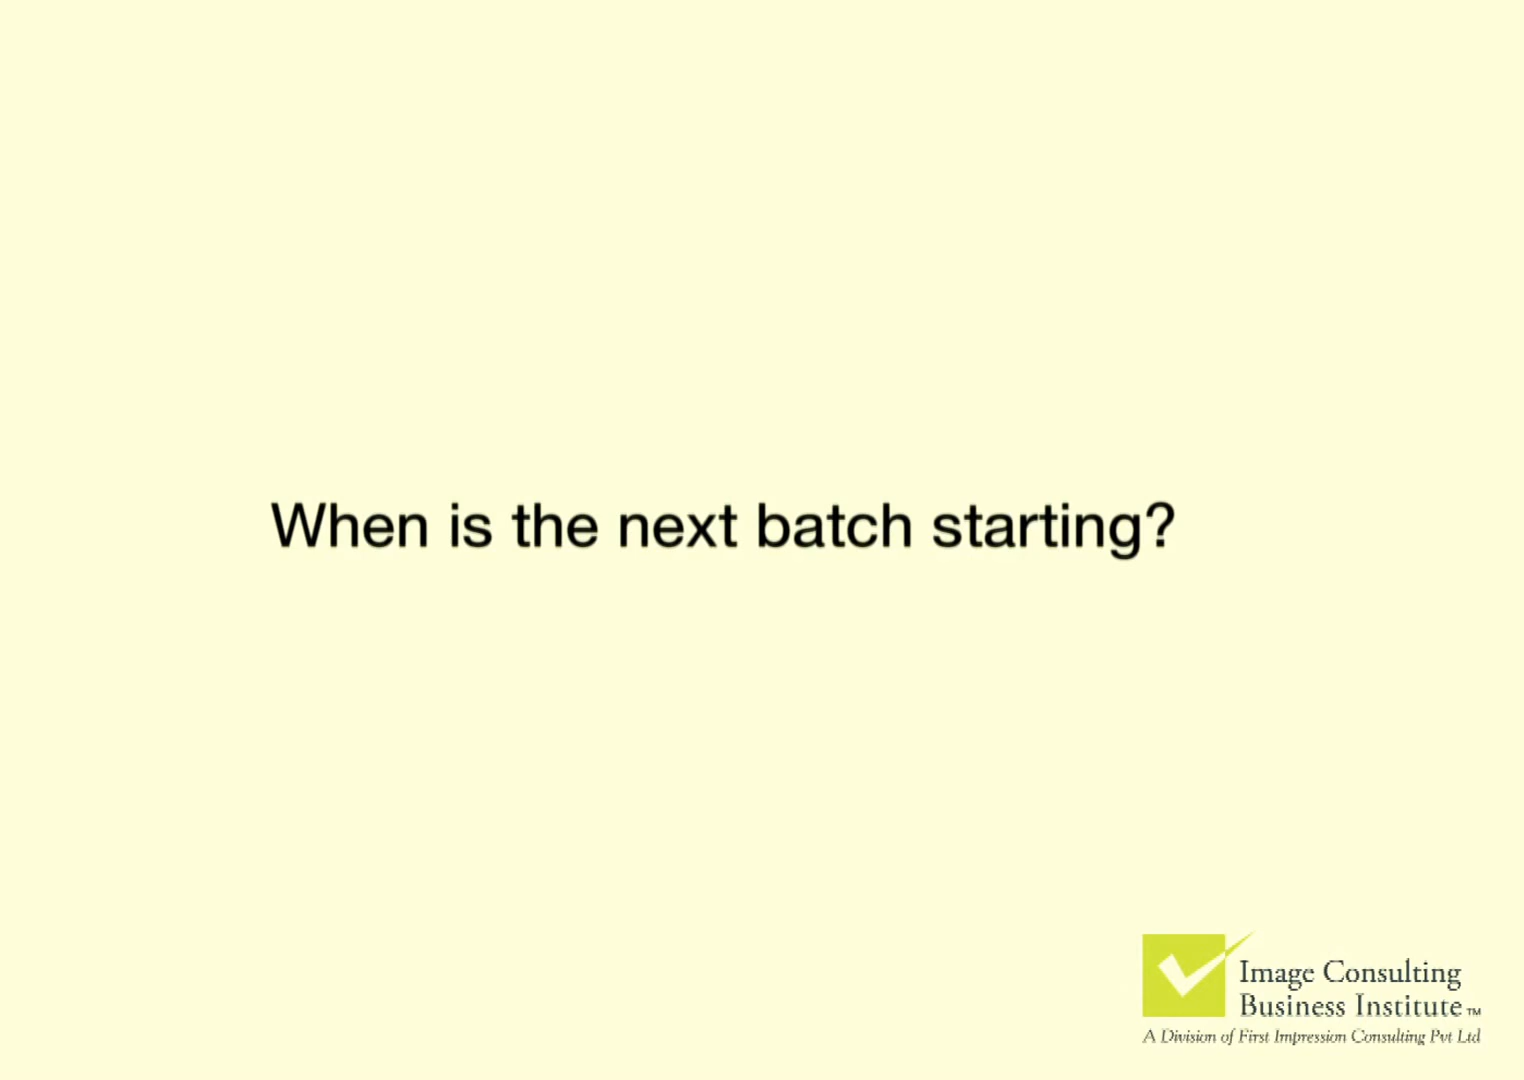 When is the next batch starting?
Image Consulting
Business Institute™
A Division of First Impression Consulting Pvt Ltd